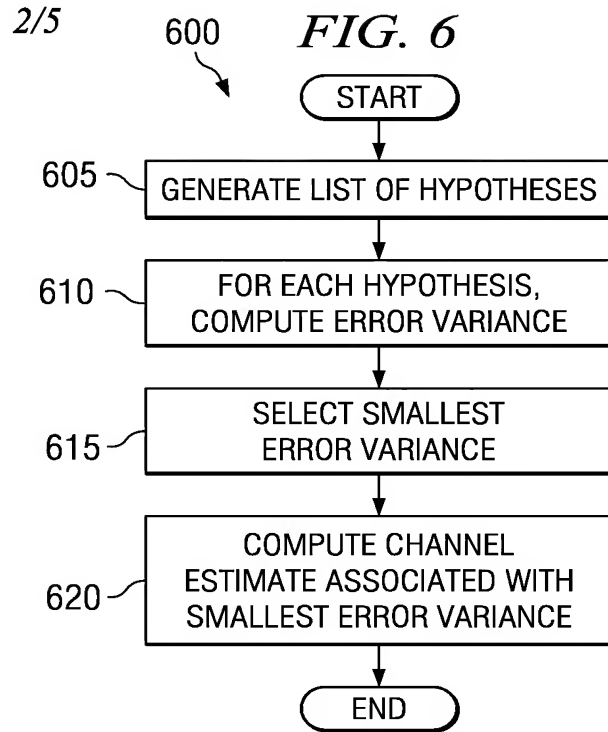 2/5
FIG. 6
600
START
605
GENERATE LIST OF HYPOTHESES
610
FOR EACH HYPOTHESIS,
COMPUTE ERROR VARIANCE
615
SELECT SMALLEST
ERROR VARIANCE
620
COMPUTE CHANNEL
ESTIMATE ASSOCIATED WITH
SMALLEST ERROR VARIANCE
END